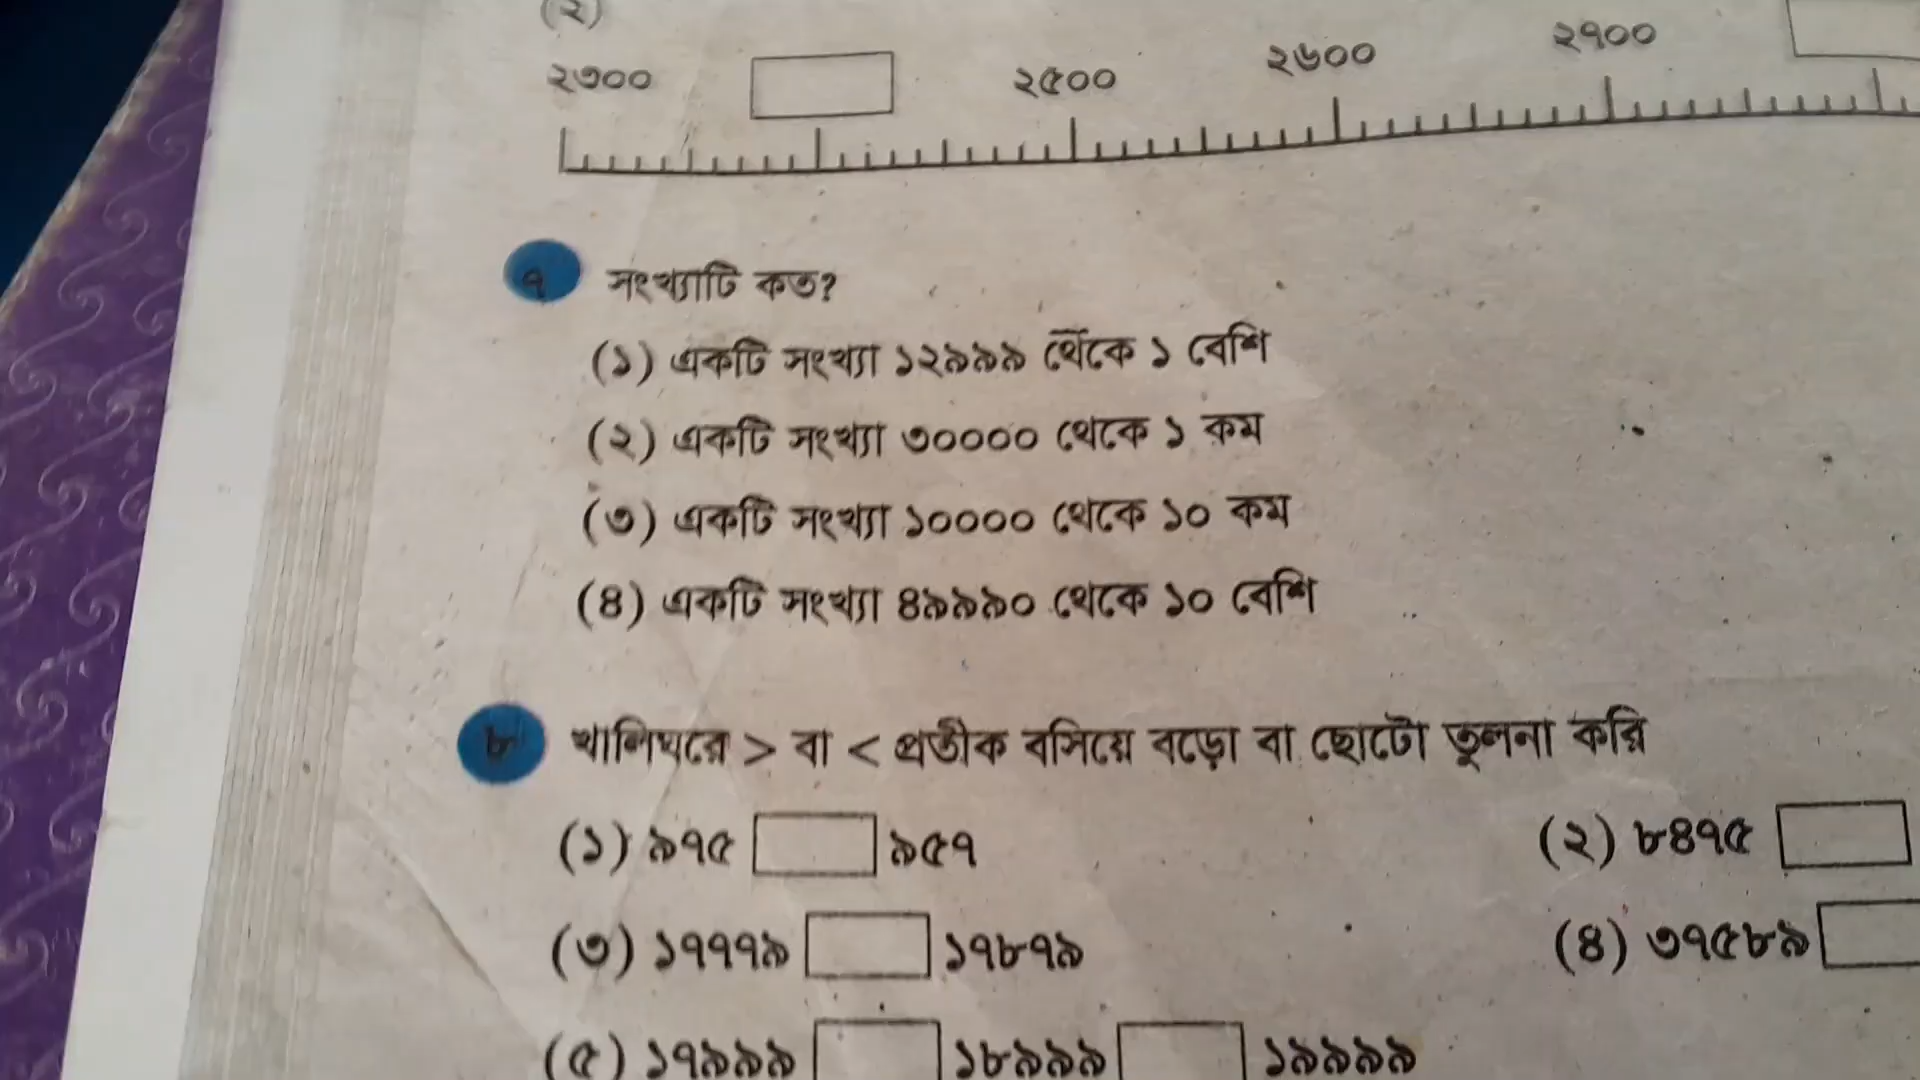 (২)
২৩০০ ২৫০০ ২৬০০ ২৭০০
৭ সংখ্যাটি কত?
(১) একটি সংখ্যা ১২৯৯৯ থেকে ১ বেশি
(২) একটি সংখ্যা ৩০০০০ থেকে ১ কম
(৩) একটি সংখ্যা ১০০০০ থেকে ১০ কম
(৪) একটি সংখ্যা ৪৯৯৯০ থেকে ১০ বেশি
৮ খালিঘরে > বা < প্রতীক বসিয়ে বড়ো বা ছোটো তুলনা করি
(১) ৯৭৫ ৯৫৭ (২) ৮৪৭৫
(৩) ১৭৭৭৯ ১৭৮৭৯ (৪) ৩৭৫৮৯
(৫) ১৭৯৯৯ ১৮৯৯৯ ১৯৯৯৯